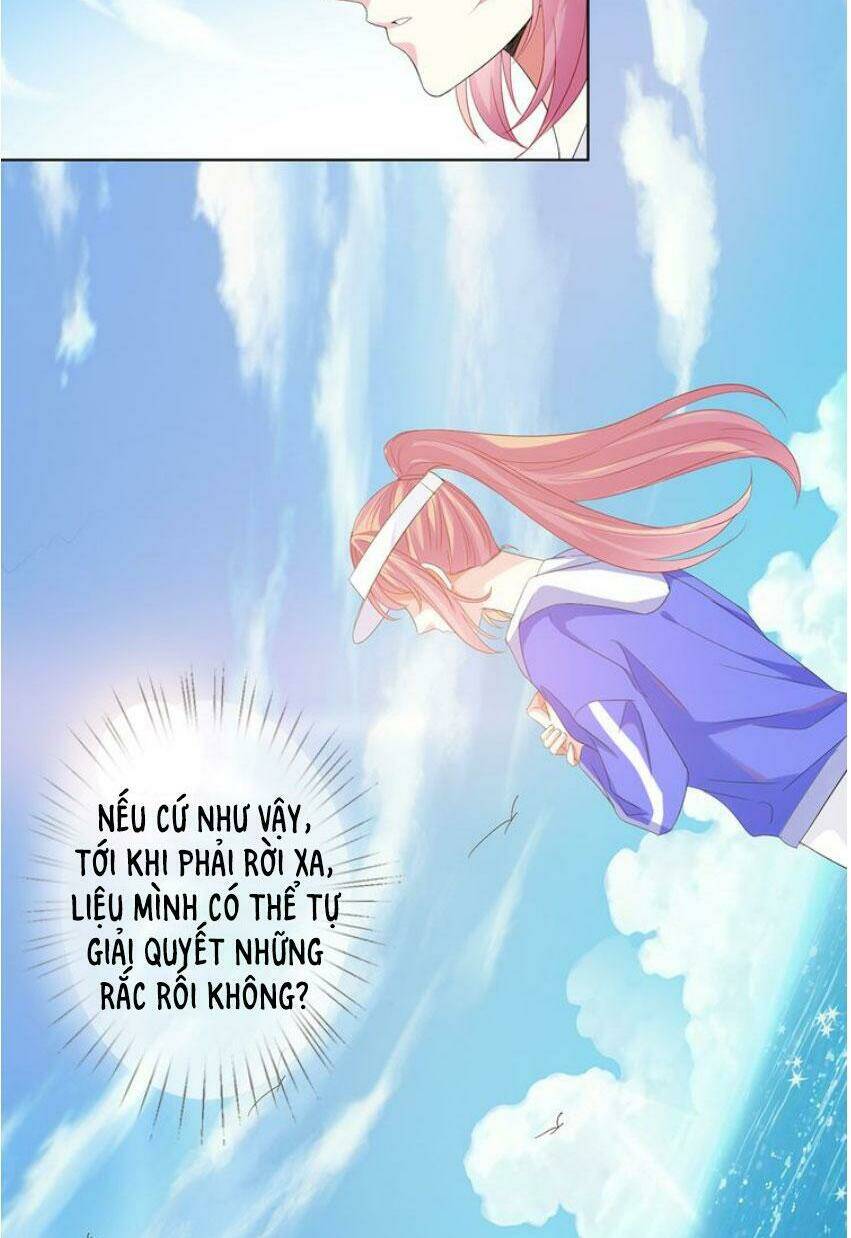 NẾU CỨ NHƯ VẬY,
TỚI KHI PHẢI RỜI XA,
LIỆU MÌNH CÓ THỂ TỰ
GIẢI QUYẾT NHỮNG
RẮC RỐI KHÔNG?